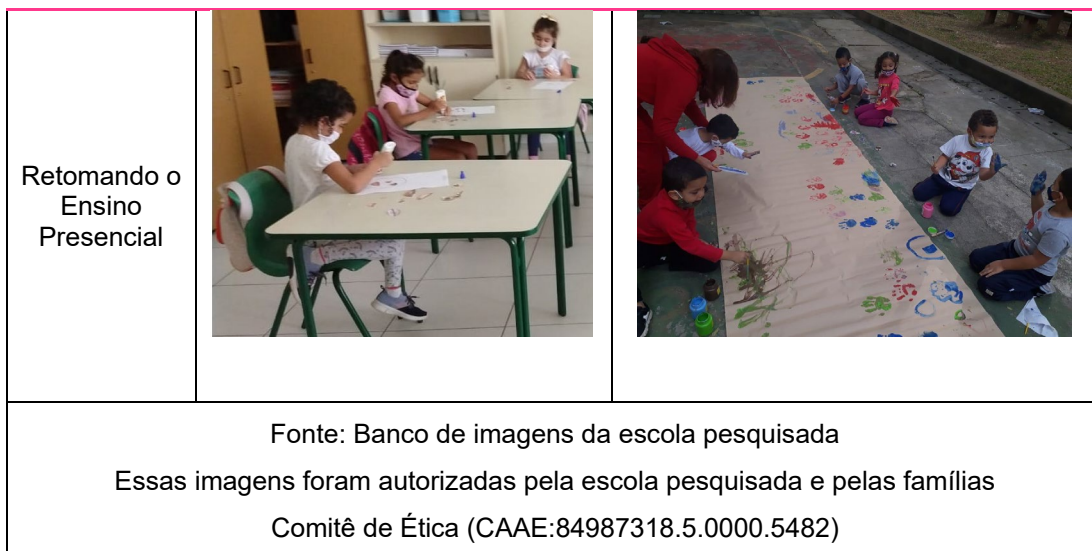 Retomando o
Ensino
Presencial
Fonte: Banco de imagens da escola pesquisada
Essas imagens foram autorizadas pela escola pesquisada e pelas famílias
Comitê de Ética (CAAE:84987318.5.0000.5482)